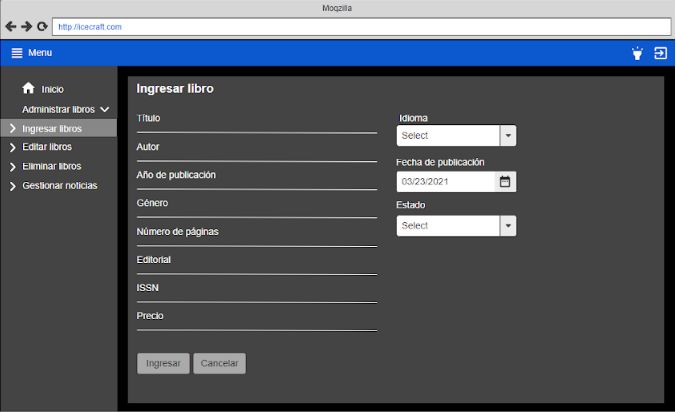 Moqzilla
http://icecraft.com
Menu
Inicio
Administrar libros
Ingresar libros
Editar libros
Eliminar libros
Gestionar noticias
Ingresar libro
Título
Autor
Año de publicación
Género
Número de páginas
Editorial
ISSN
Precio
Idioma
Select
Fecha de publicación
03/23/2021
Estado
Select
Ingresar
Cancelar